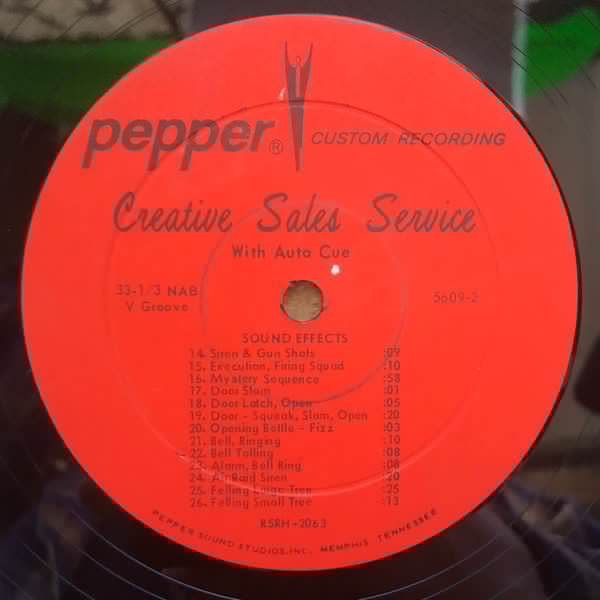 pepper® CUSTOM RECORDING
Creative Sales Service
With Auto Cue
33-1/3 NAB
V Groove
5609-2
SOUND EFFECTS
14. Siren & Gun Shots :09
15. Execution, Firing Squad :10
16. Mystery Sequence :58
17. Door Slam :01
18. Door Latch, Open :05
19. Door - Squeak, Slam, Open :20
20. Opening Bottle - Fizz :03
21. Bell, Ringing :10
22. Bell Tolling :08
23. Alarm, Bell Ring :08
24. Air Raid Siren :20
25. Felling Large Tree :25
26. Felling Small Tree :13
RSRH-2063
PEPPER SOUND STUDIOS, INC. MEMPHIS, TENNESSEE